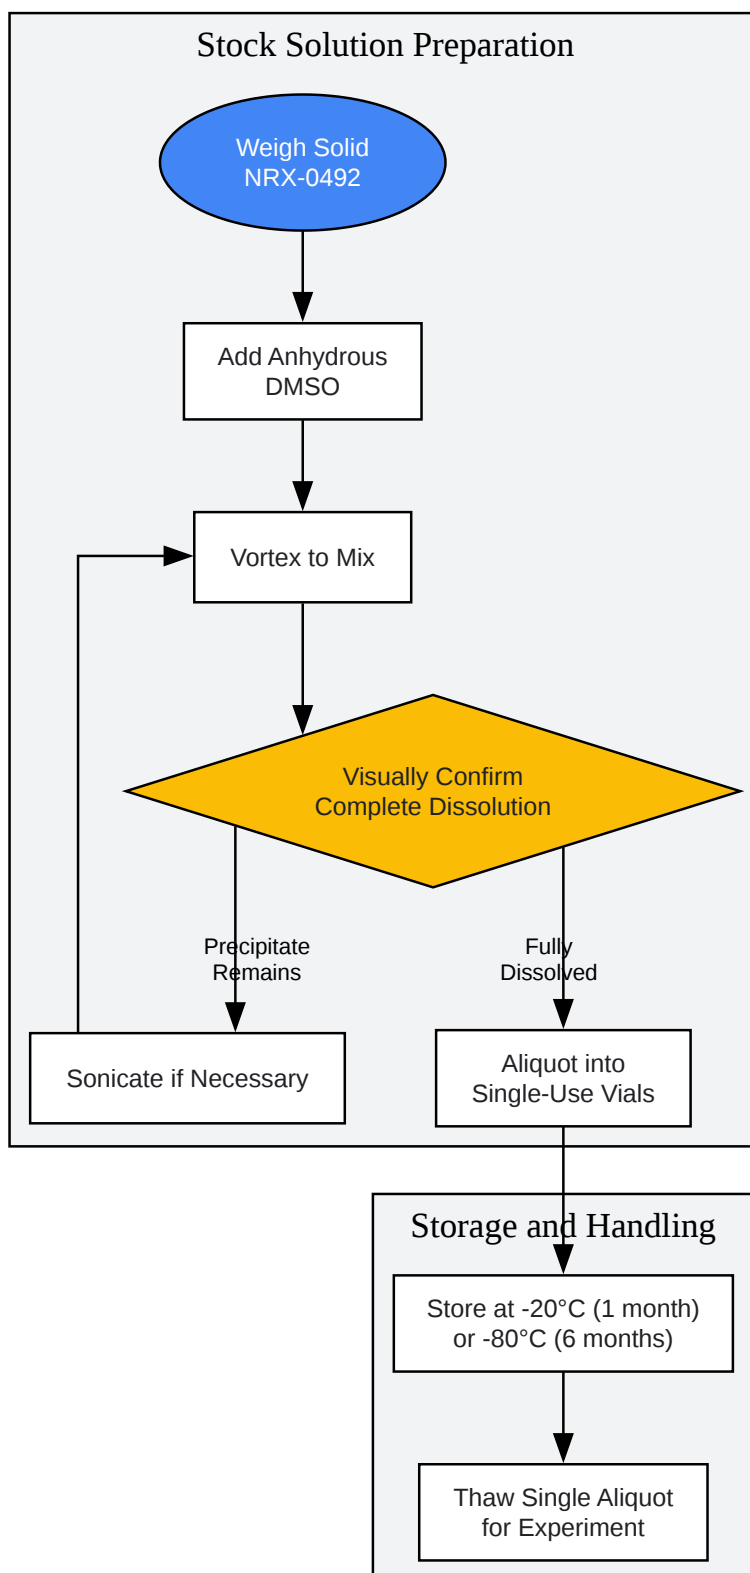 Stock Solution Preparation
Weigh Solid
NRX-0492
Add Anhydrous
DMSO
Vortex to Mix
Visually Confirm
Complete Dissolution
Precipitate
Remains
Fully
Dissolved
Sonicate if Necessary
Aliquot into
Single-Use Vials
Storage and Handling
Store at -20°C (1 month)
or -80°C (6 months)
Thaw Single Aliquot
for Experiment